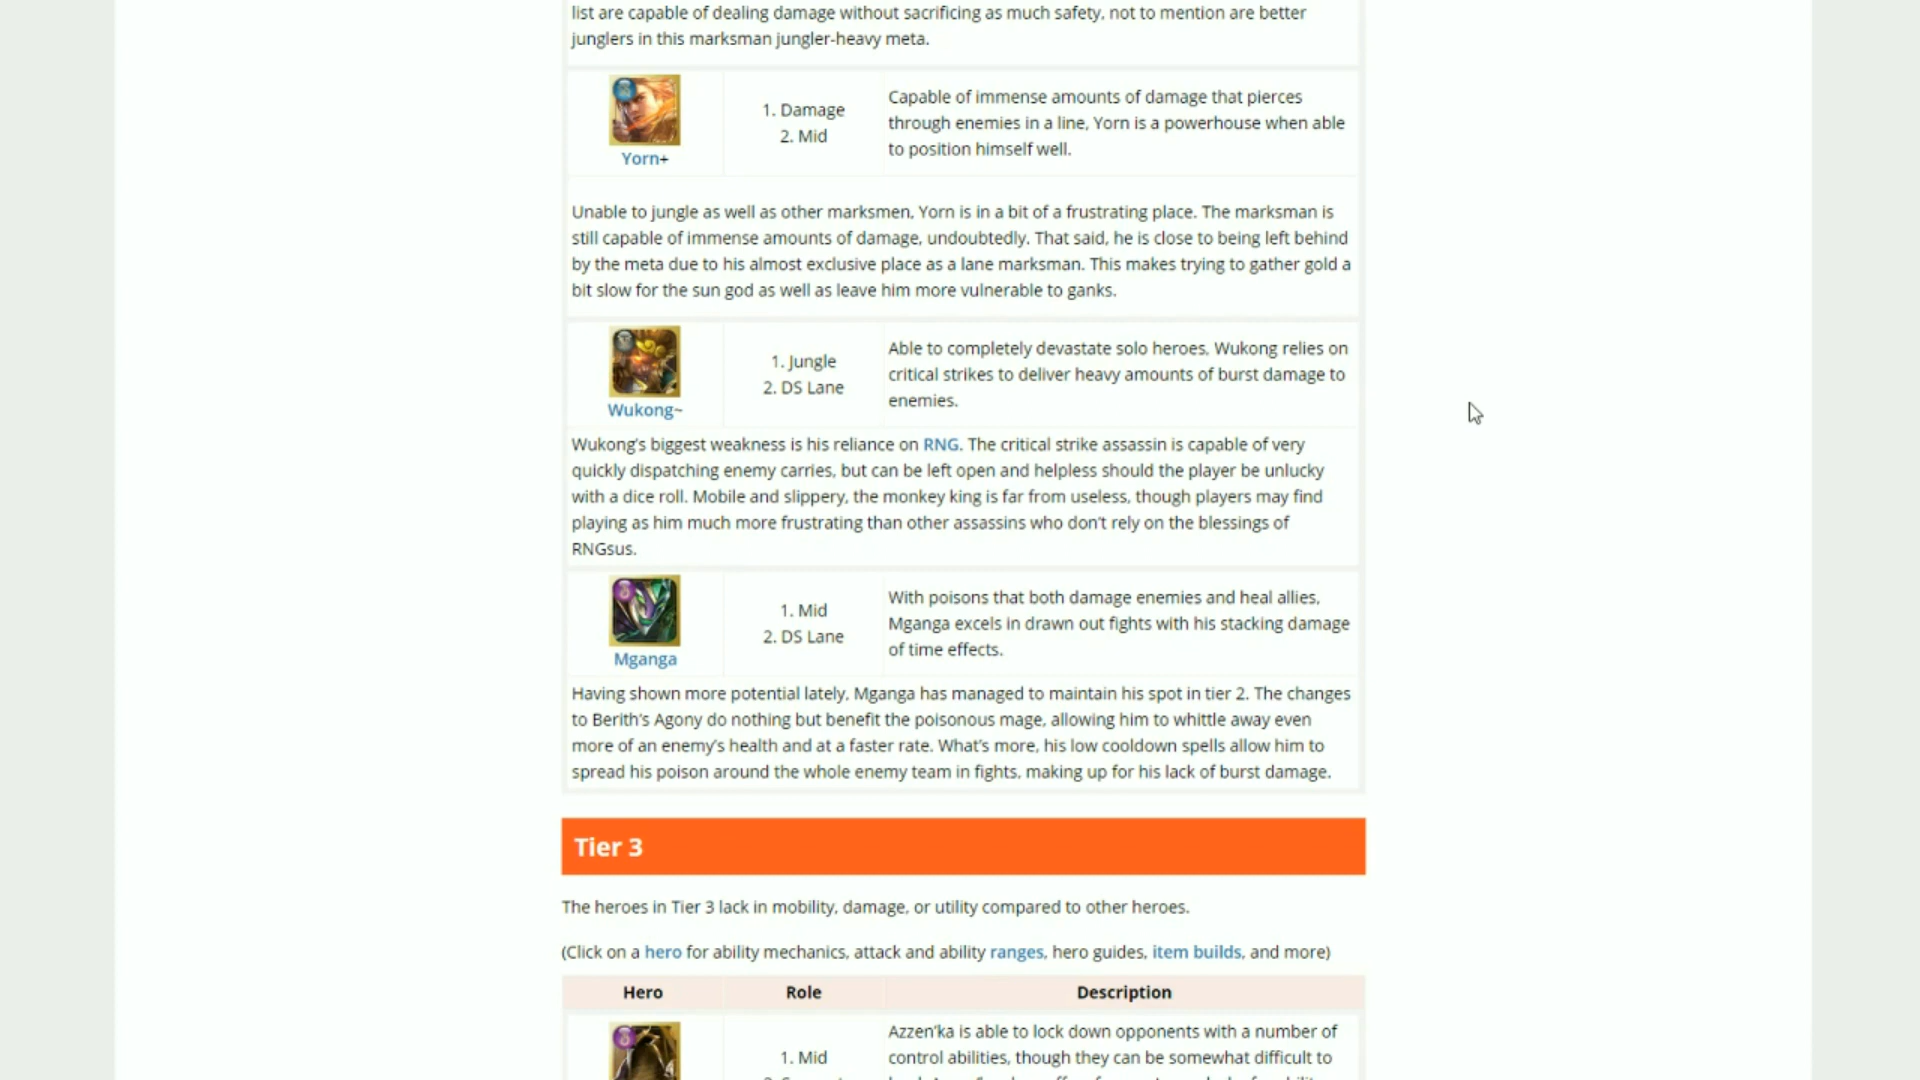 list are capable of dealing damage without sacrificing as much safety, not to mention are better
junglers in this marksman jungler-heavy meta.
Yorn+
1. Damage
2. Mid
Capable of immense amounts of damage that pierces
through enemies in a line, Yorn is a powerhouse when able
to position himself well.
Unable to jungle as well as other marksmen, Yorn is in a bit of a frustrating place. The marksman is
still capable of immense amounts of damage, undoubtedly. That said, he is close to being left behind
by the meta due to his almost exclusive place as a lane marksman. This makes trying to gather gold a
bit slow for the sun god as well as leave him more vulnerable to ganks.
Wukong~
1. Jungle
2. DS Lane
Able to completely devastate solo heroes, Wukong relies on
critical strikes to deliver heavy amounts of burst damage to
enemies.
Wukong's biggest weakness is his reliance on RNG. The critical strike assassin is capable of very
quickly dispatching enemy carries, but can be left open and helpless should the player be unlucky
with a dice roll. Mobile and slippery, the monkey king is far from useless, though players may find
playing as him much more frustrating than other assassins who don't rely on the blessings of
RNGsus.
Mganga
1. Mid
2. DS Lane
With poisons that both damage enemies and heal allies,
Mganga excels in drawn out fights with his stacking damage
of time effects.
Having shown more potential lately, Mganga has managed to maintain his spot in tier 2. The changes
to Berith's Agony do nothing but benefit the poisonous mage, allowing him to whittle away even
more of an enemy's health and at a faster rate. What's more, his low cooldown spells allow him to
spread his poison around the whole enemy team in fights, making up for his lack of burst damage.
Tier 3
The heroes in Tier 3 lack in mobility, damage, or utility compared to other heroes.
(Click on a hero for ability mechanics, attack and ability ranges, hero guides, item builds, and more)
Hero Role Description
1. Mid
Azzen'ka is able to lock down opponents with a number of
control abilities, though they can be somewhat difficult to